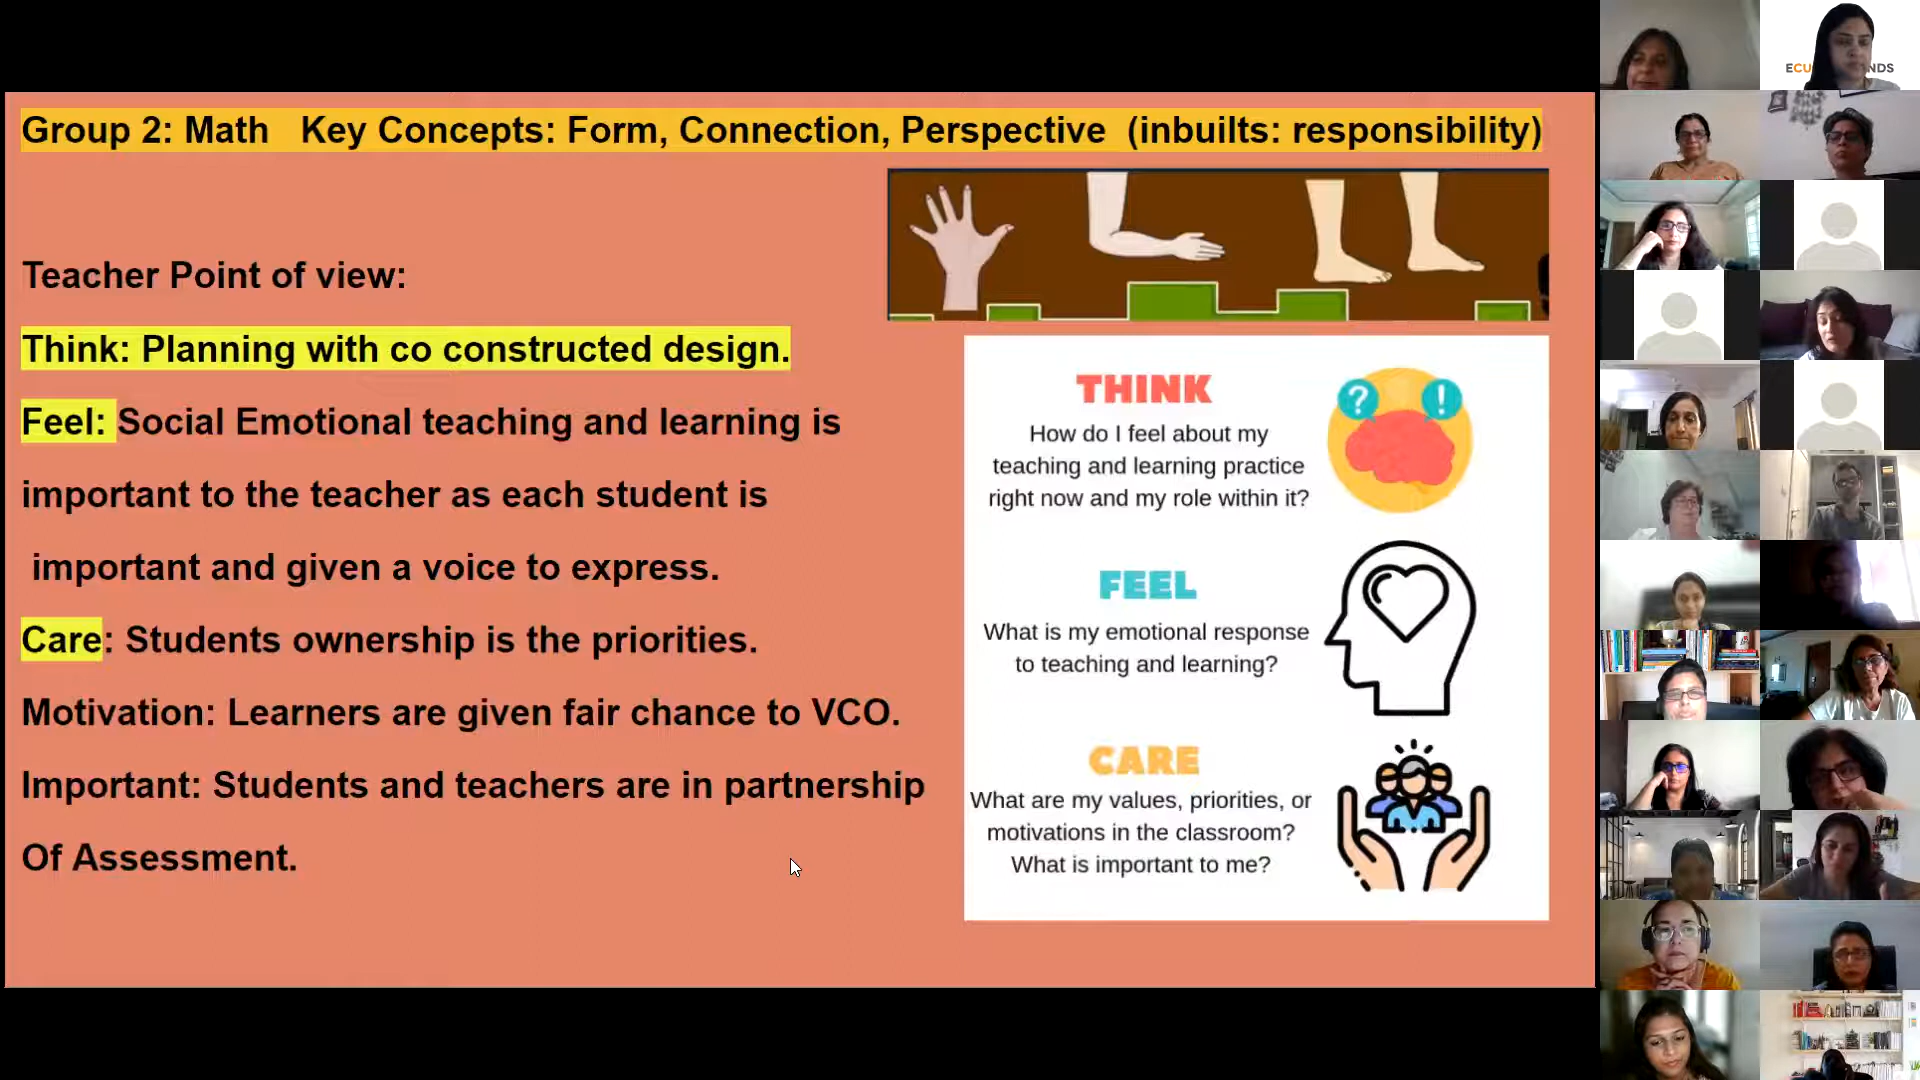 Group 2: Math Key Concepts: Form, Connection, Perspective (inbuilts: responsibility)
Teacher Point of view:
Think: Planning with co constructed design.
Feel: Social Emotional teaching and learning is
important to the teacher as each student is
important and given a voice to express.
Care: Students ownership is the priorities.
Motivation: Learners are given fair chance to VCO.
Important: Students and teachers are in partnership
Of Assessment.
THINK
How do I feel about my
teaching and learning practice
right now and my role within it?
? !
FEEL
What is my emotional response
to teaching and learning?
CARE
What are my values, priorities, or
motivations in the classroom?
What is important to me?